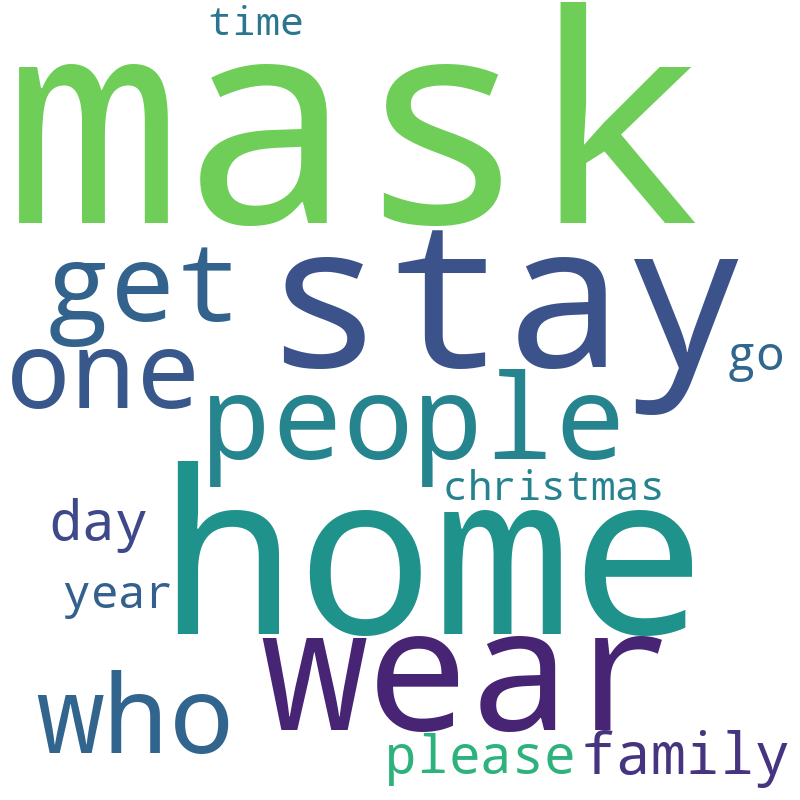 time
mask
get stay
one go
people
christmas
day home
year
wear
who
please family